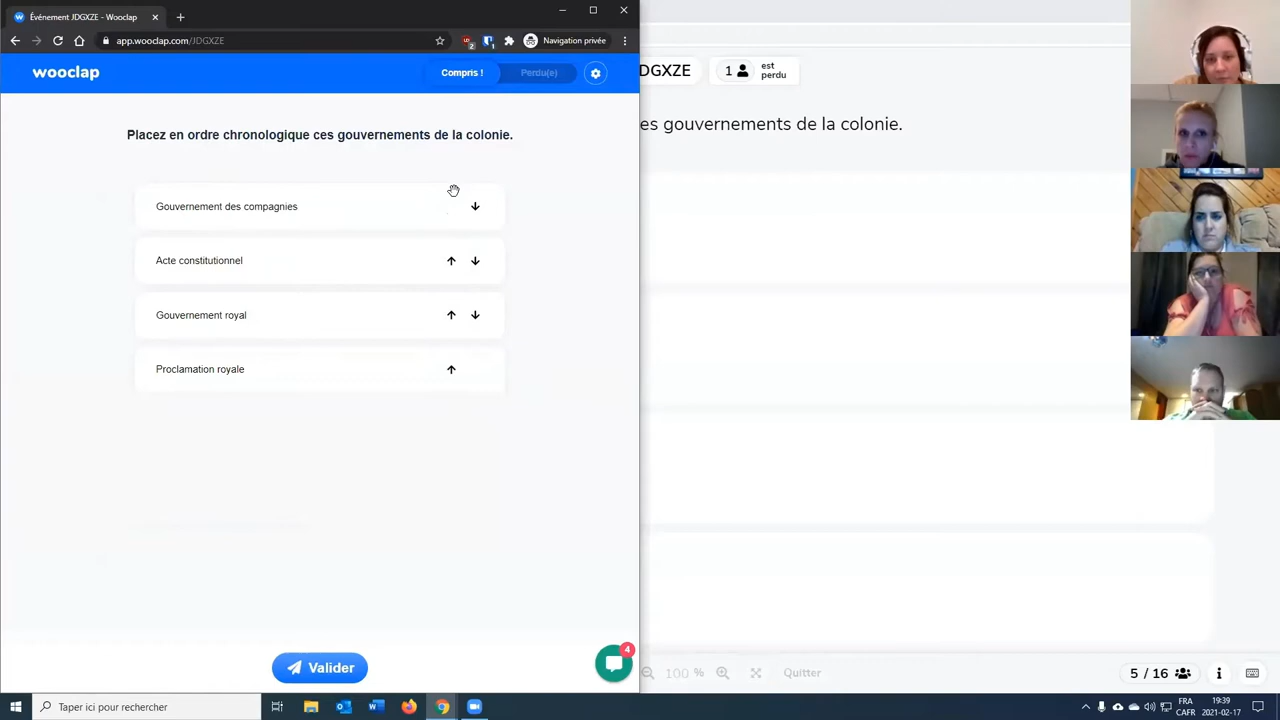 Événement JDGXZE - Wooclap
app.wooclap.com/JDGXZE
2
Navigation privée
wooclap
Compris !
Perdu(e)
Placez en ordre chronologique ces gouvernements de la colonie.
Gouvernement des compagnies
Acte constitutionnel
Gouvernement royal
Proclamation royale
Valider
4
DGXZE
1
est
perdu
es gouvernements de la colonie.
100 %
Quitter
5 / 16
Taper ici pour rechercher
FRA
CAFR
19:39
2021-02-17